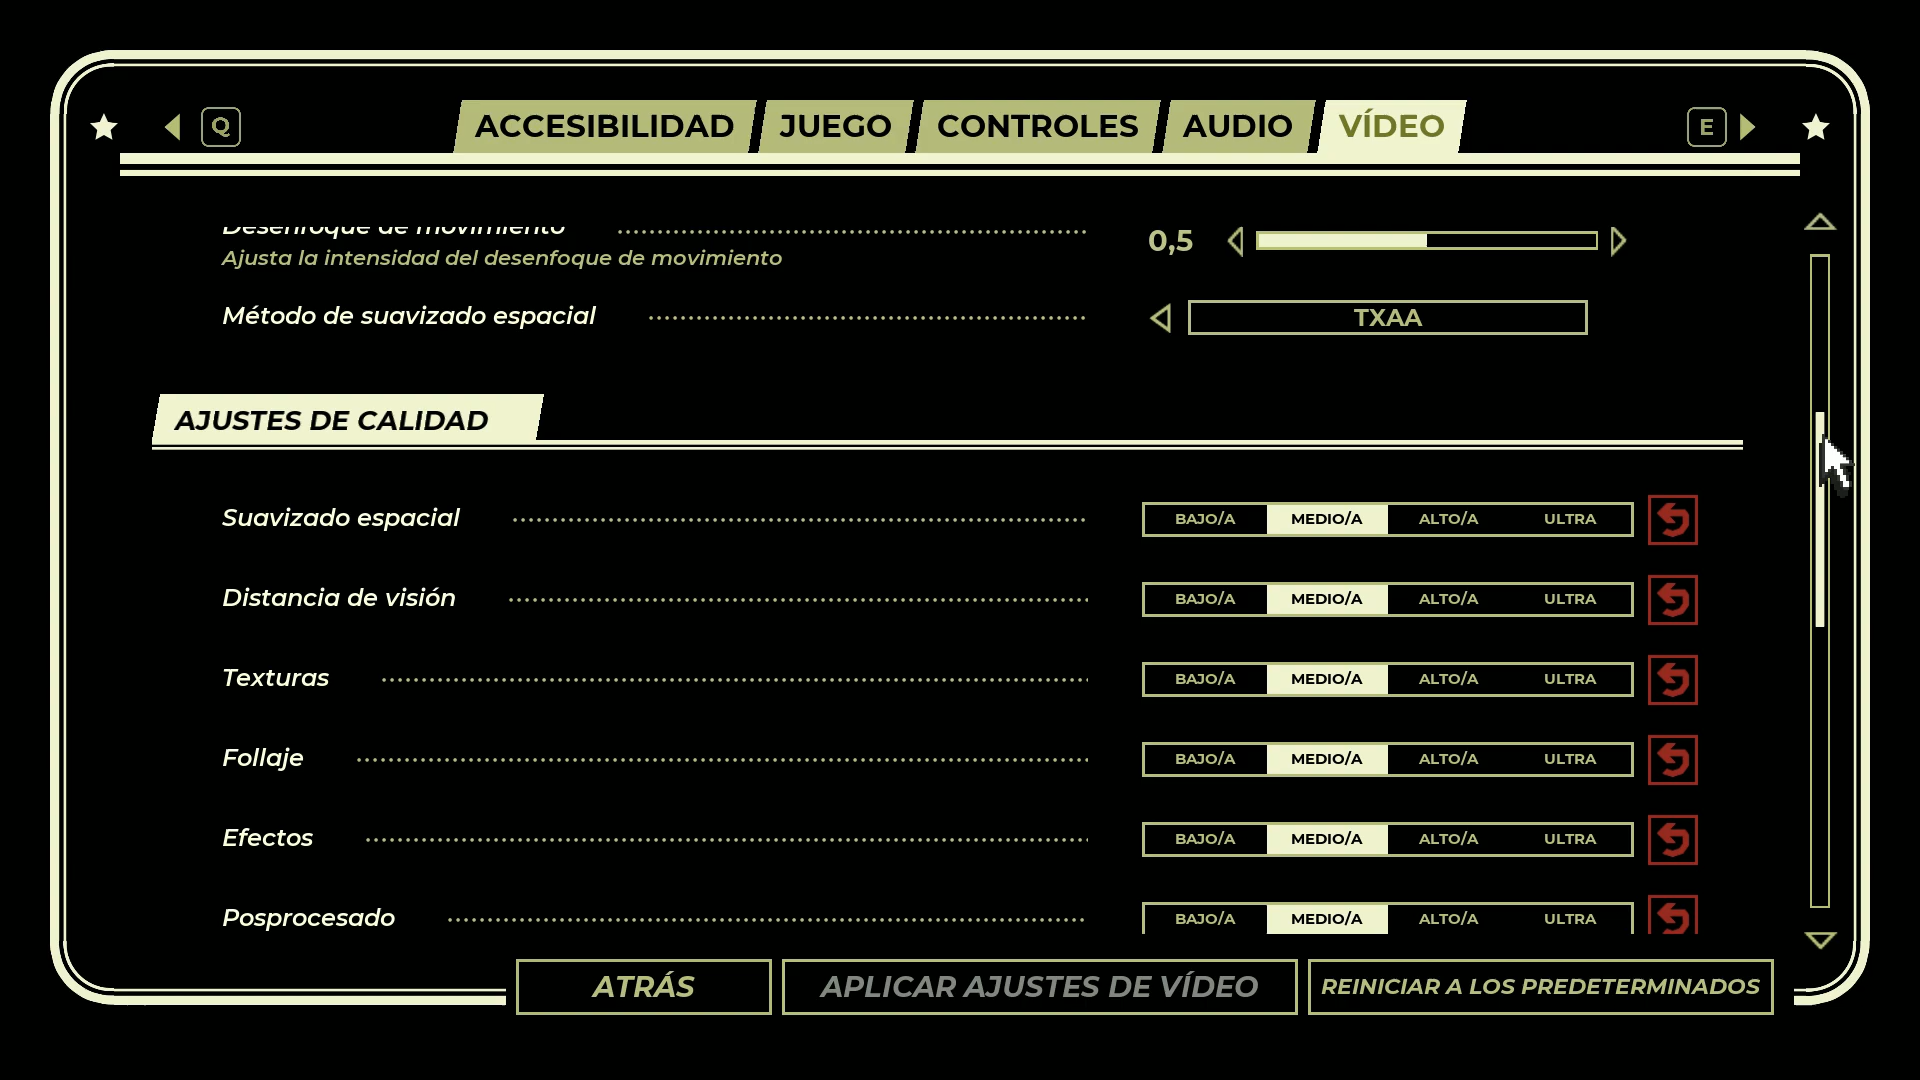 Q
ACCESIBILIDAD
JUEGO
CONTROLES
AUDIO
VÍDEO
E
Desenfoque de movimiento
0,5
Ajusta la intensidad del desenfoque de movimiento
Método de suavizado espacial
TXAA
AJUSTES DE CALIDAD
Suavizado espacial
BAJO/A MEDIO/A ALTO/A ULTRA
Distancia de visión
BAJO/A MEDIO/A ALTO/A ULTRA
Texturas
BAJO/A MEDIO/A ALTO/A ULTRA
Follaje
BAJO/A MEDIO/A ALTO/A ULTRA
Efectos
BAJO/A MEDIO/A ALTO/A ULTRA
Posprocesado
BAJO/A MEDIO/A ALTO/A ULTRA
ATRÁS
APLICAR AJUSTES DE VÍDEO
REINICIAR A LOS PREDETERMINADOS